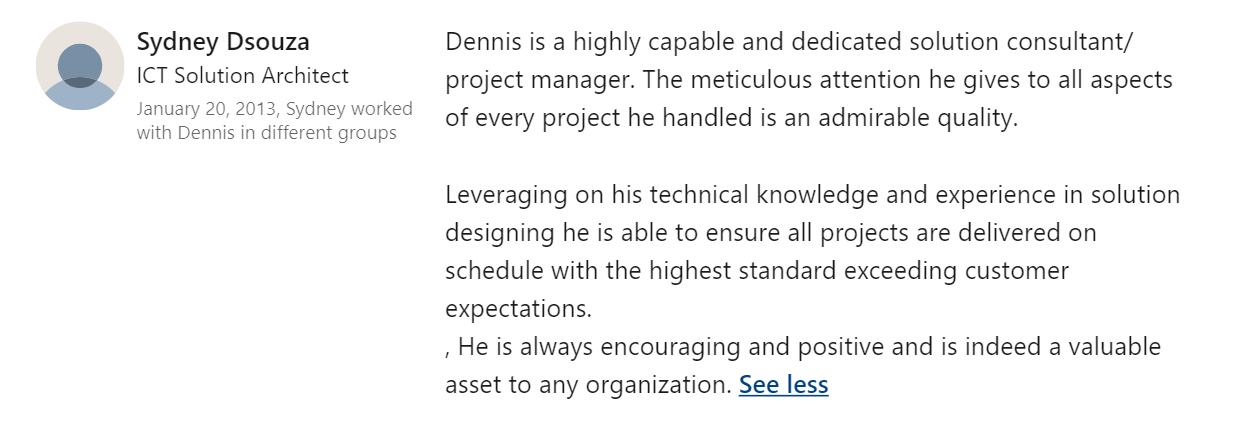 Sydney Dsouza
ICT Solution Architect
January 20, 2013, Sydney worked
with Dennis in different groups
Dennis is a highly capable and dedicated solution consultant/
project manager. The meticulous attention he gives to all aspects
of every project he handled is an admirable quality.
Leveraging on his technical knowledge and experience in solution
designing he is able to ensure all projects are delivered on
schedule with the highest standard exceeding customer
expectations.
, He is always encouraging and positive and is indeed a valuable
asset to any organization. See less